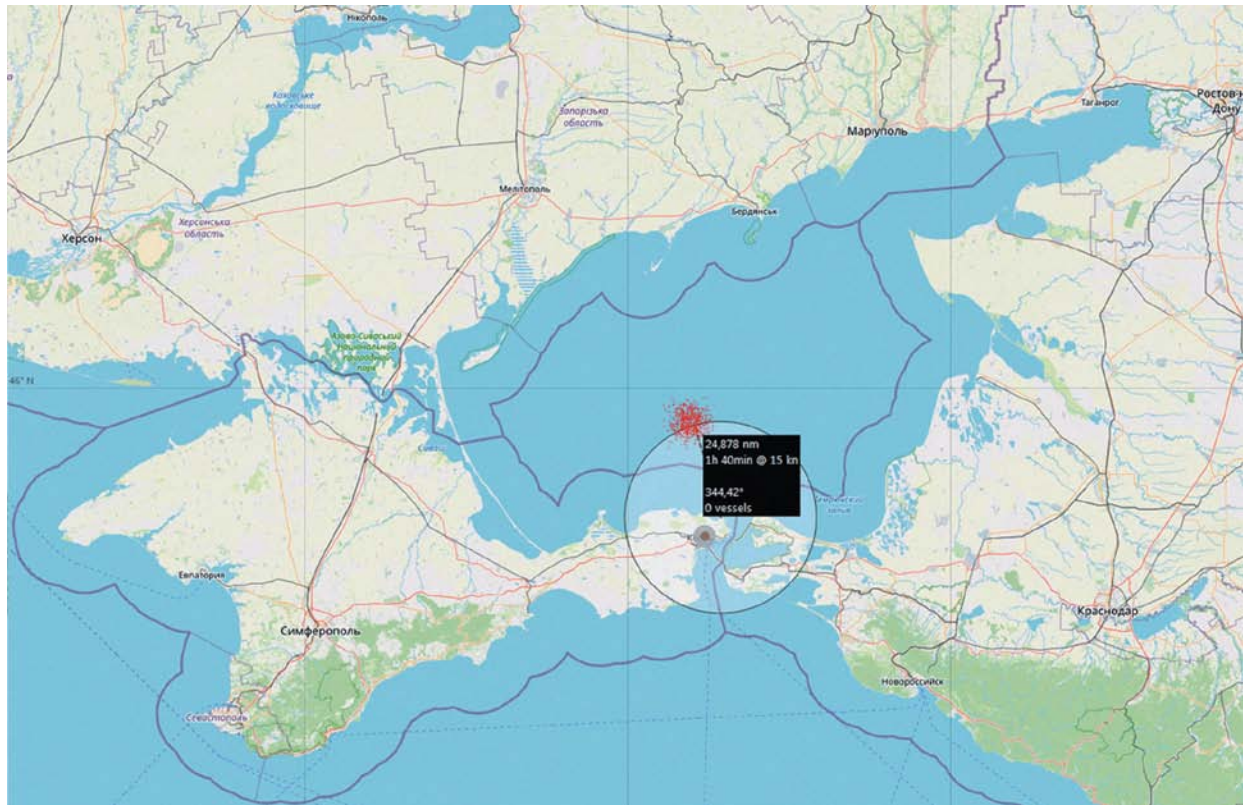 Нікополь
Каховське
водосховище
Запорізька
область
Таганрог
Ростов-н
Дону
Маріуполь
Мелітополь
Бердянськ
Херсонська
область
Херсон
Азово-Сиваський
національний
природний
парк
46° N
24,878 nm
1h 40min @ 15 kn
344,42°
0 vessels
залив
Евпатория
Симферополь
Краснодар
Новороссийск
Севастополь